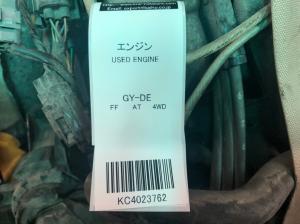 エンジン
USED ENGINE
GY-DE
FF AT 4WD
KC4023762